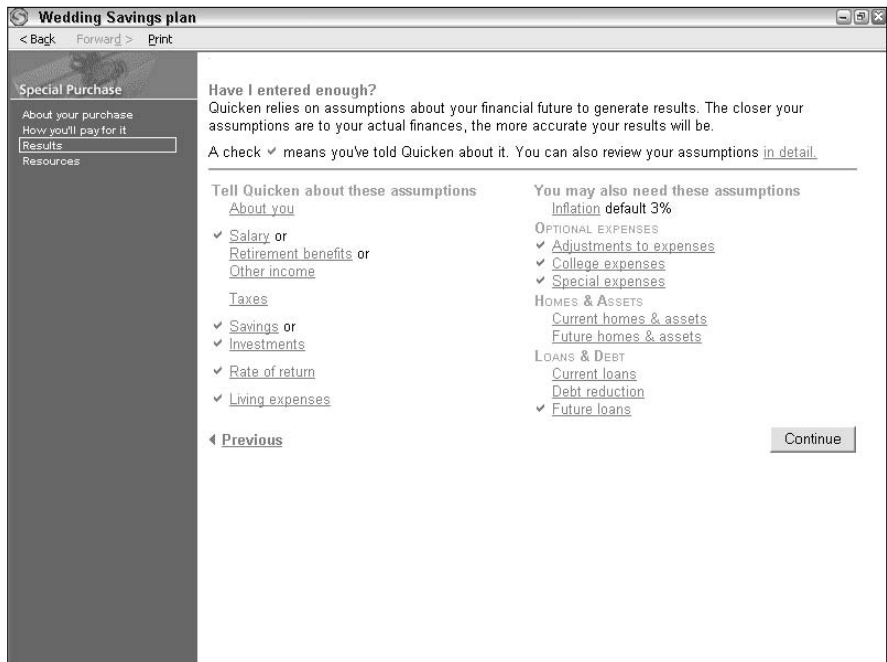 Wedding Savings plan
< Back Forward > Print
Special Purchase
About your purchase
How you'll pay for it
Results
Resources
Have I entered enough?
Quicken relies on assumptions about your financial future to generate results. The closer your
assumptions are to your actual finances, the more accurate your results will be.
A check ✓ means you've told Quicken about it. You can also review your assumptions in detail.
Tell Quicken about these assumptions
About you
✓ Salary or
Retirement benefits or
Other income
Taxes
✓ Savings or
✓ Investments
✓ Rate of return
✓ Living expenses
You may also need these assumptions
Inflation default 3%
OPTIONAL EXPENSES
✓ Adjustments to expenses
✓ College expenses
✓ Special expenses
HOMES & ASSETS
Current homes & assets
Future homes & assets
LOANS & DEBT
Current loans
Debt reduction
✓ Future loans
Previous
Continue